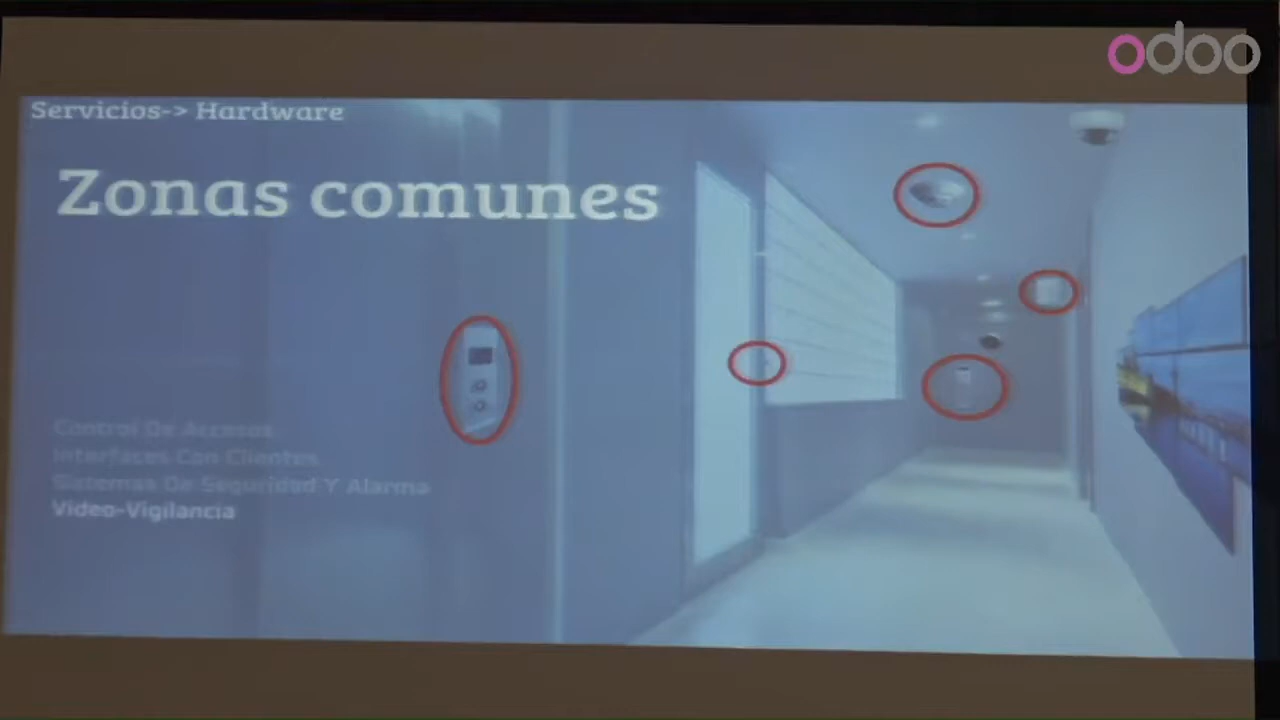 odoo
Servicios-> Hardware
Zonas comunes
Control De Accesos
Interfaces Con Clientes
Sistemas De Seguridad Y Alarma
Video-Vigilancia